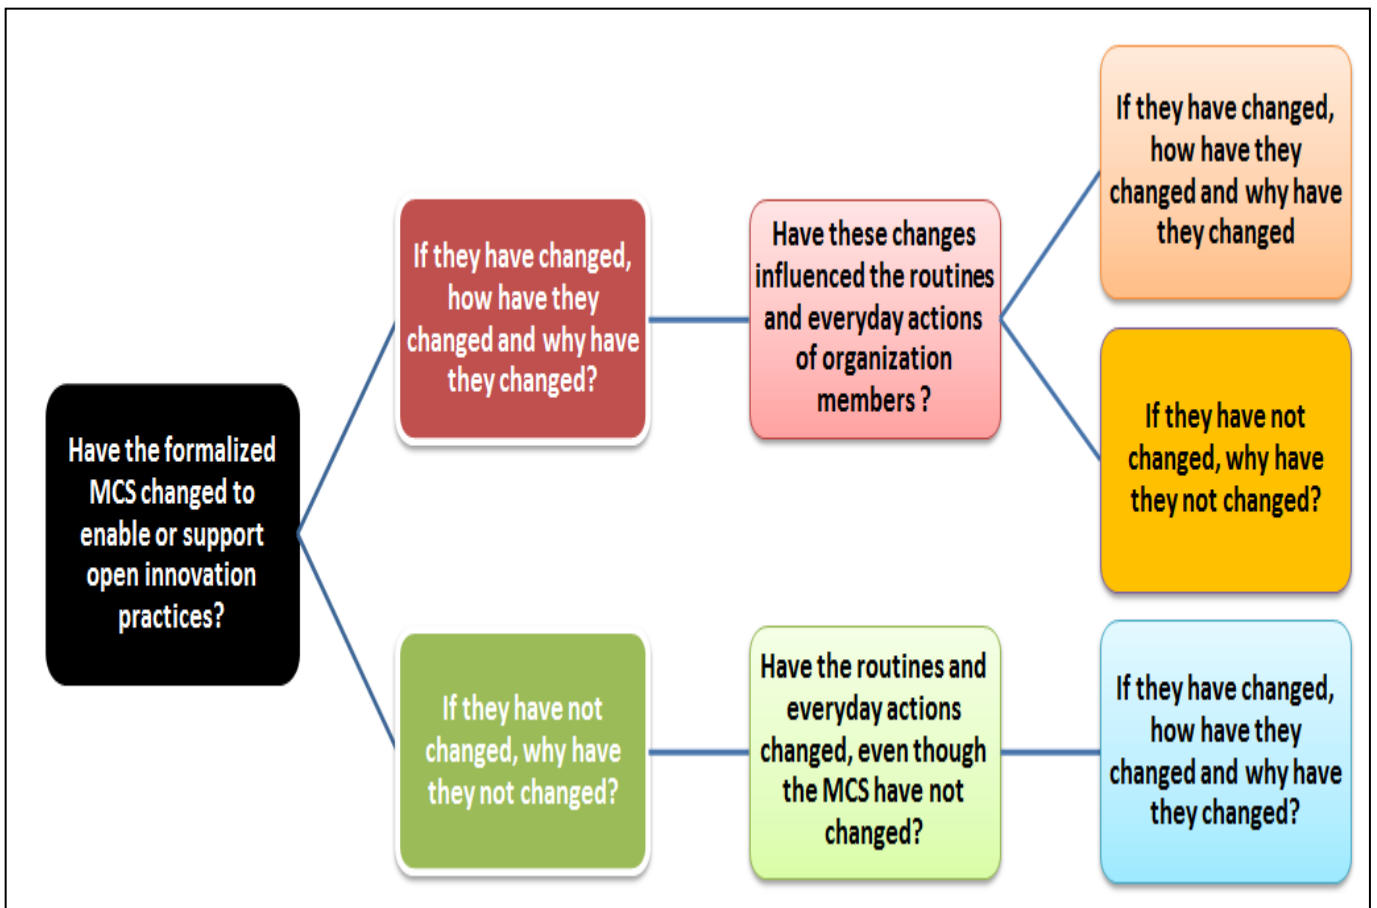 Have the formalized
MCS changed to
enable or support
open innovation
practices?
If they have changed,
how have they
changed and why have
they changed?
Have these changes
influenced the routines
and everyday actions
of organization
members ?
If they have changed,
how have they
changed and why have
they changed
If they have not
changed, why have
they not changed?
If they have not
changed, why have
they not changed?
Have the routines and
everyday actions
changed, even though
the MCS have not
changed?
If they have changed,
how have they
changed and why have
they changed?